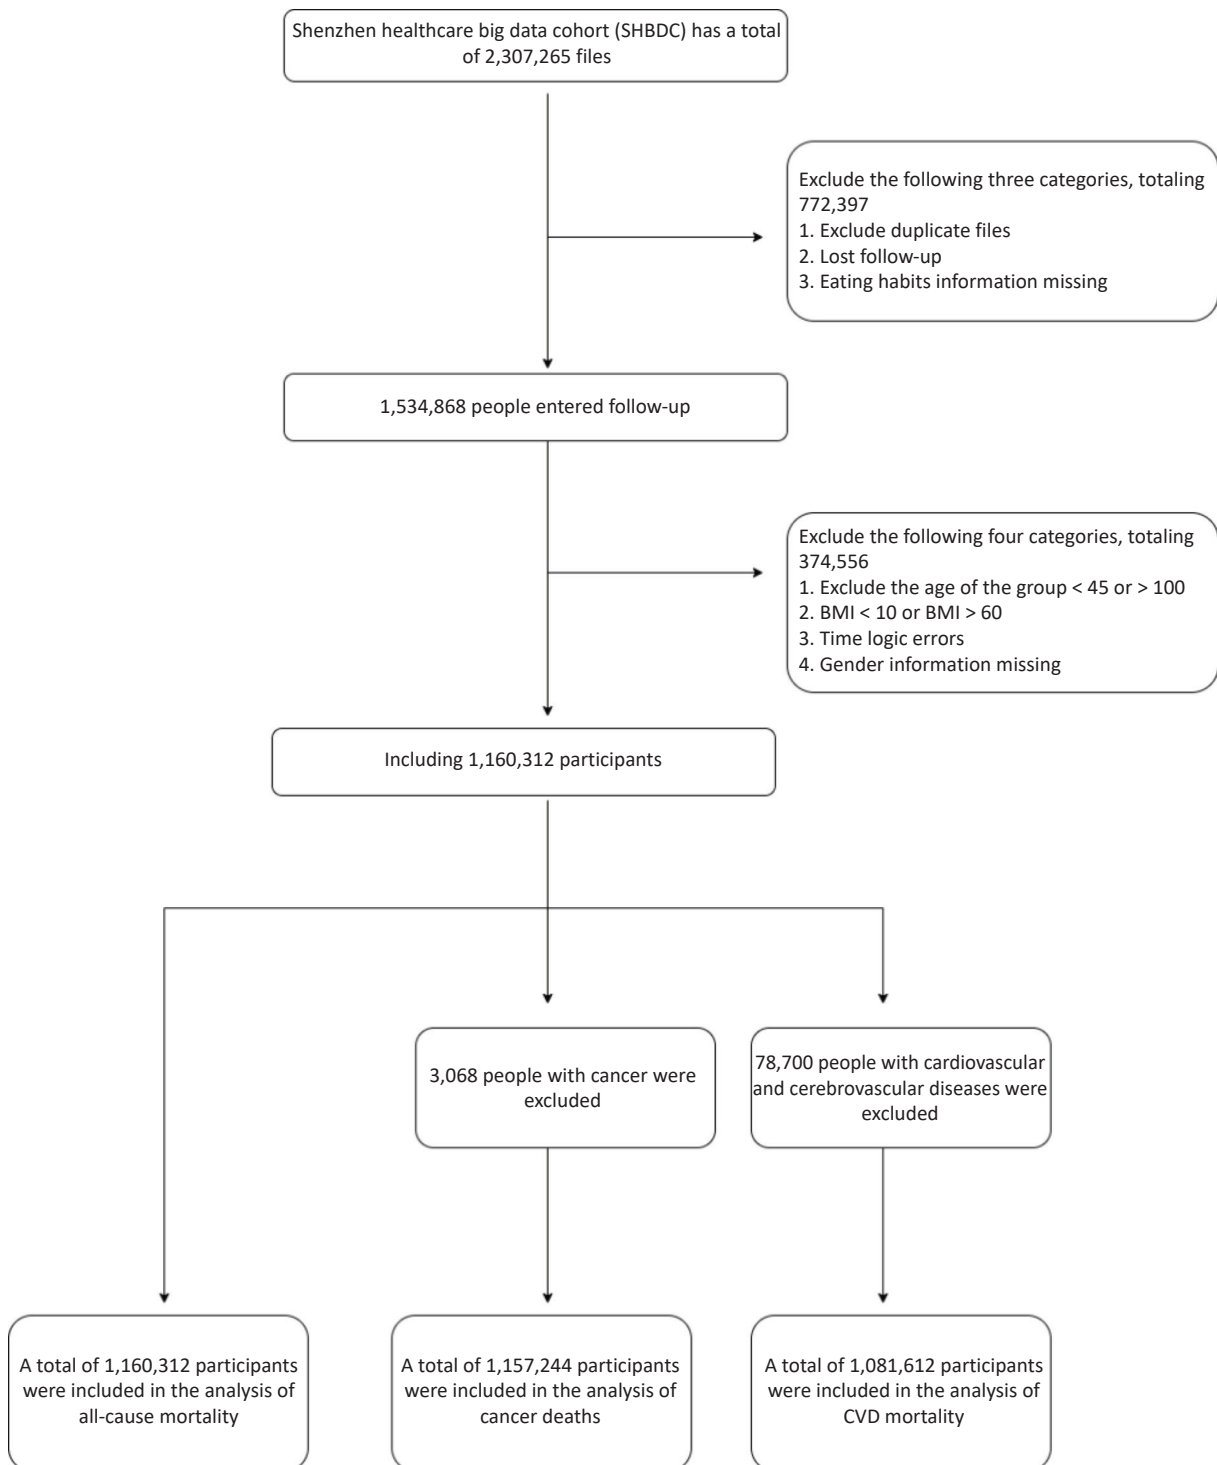 Shenzhen healthcare big data cohort (SHBDC) has a total
of 2,307,265 files
Exclude the following three categories, totaling
772,397
1. Exclude duplicate files
2. Lost follow-up
3. Eating habits information missing
1,534,868 people entered follow-up
Exclude the following four categories, totaling
374,556
1. Exclude the age of the group < 45 or > 100
2. BMI < 10 or BMI > 60
3. Time logic errors
4. Gender information missing
Including 1,160,312 participants
3,068 people with cancer were
excluded
78,700 people with cardiovascular
and cerebrovascular diseases were
excluded
A total of 1,160,312 participants
were included in the analysis of
all-cause mortality
A total of 1,157,244 participants
were included in the analysis of
cancer deaths
A total of 1,081,612 participants
were included in the analysis of
CVD mortality